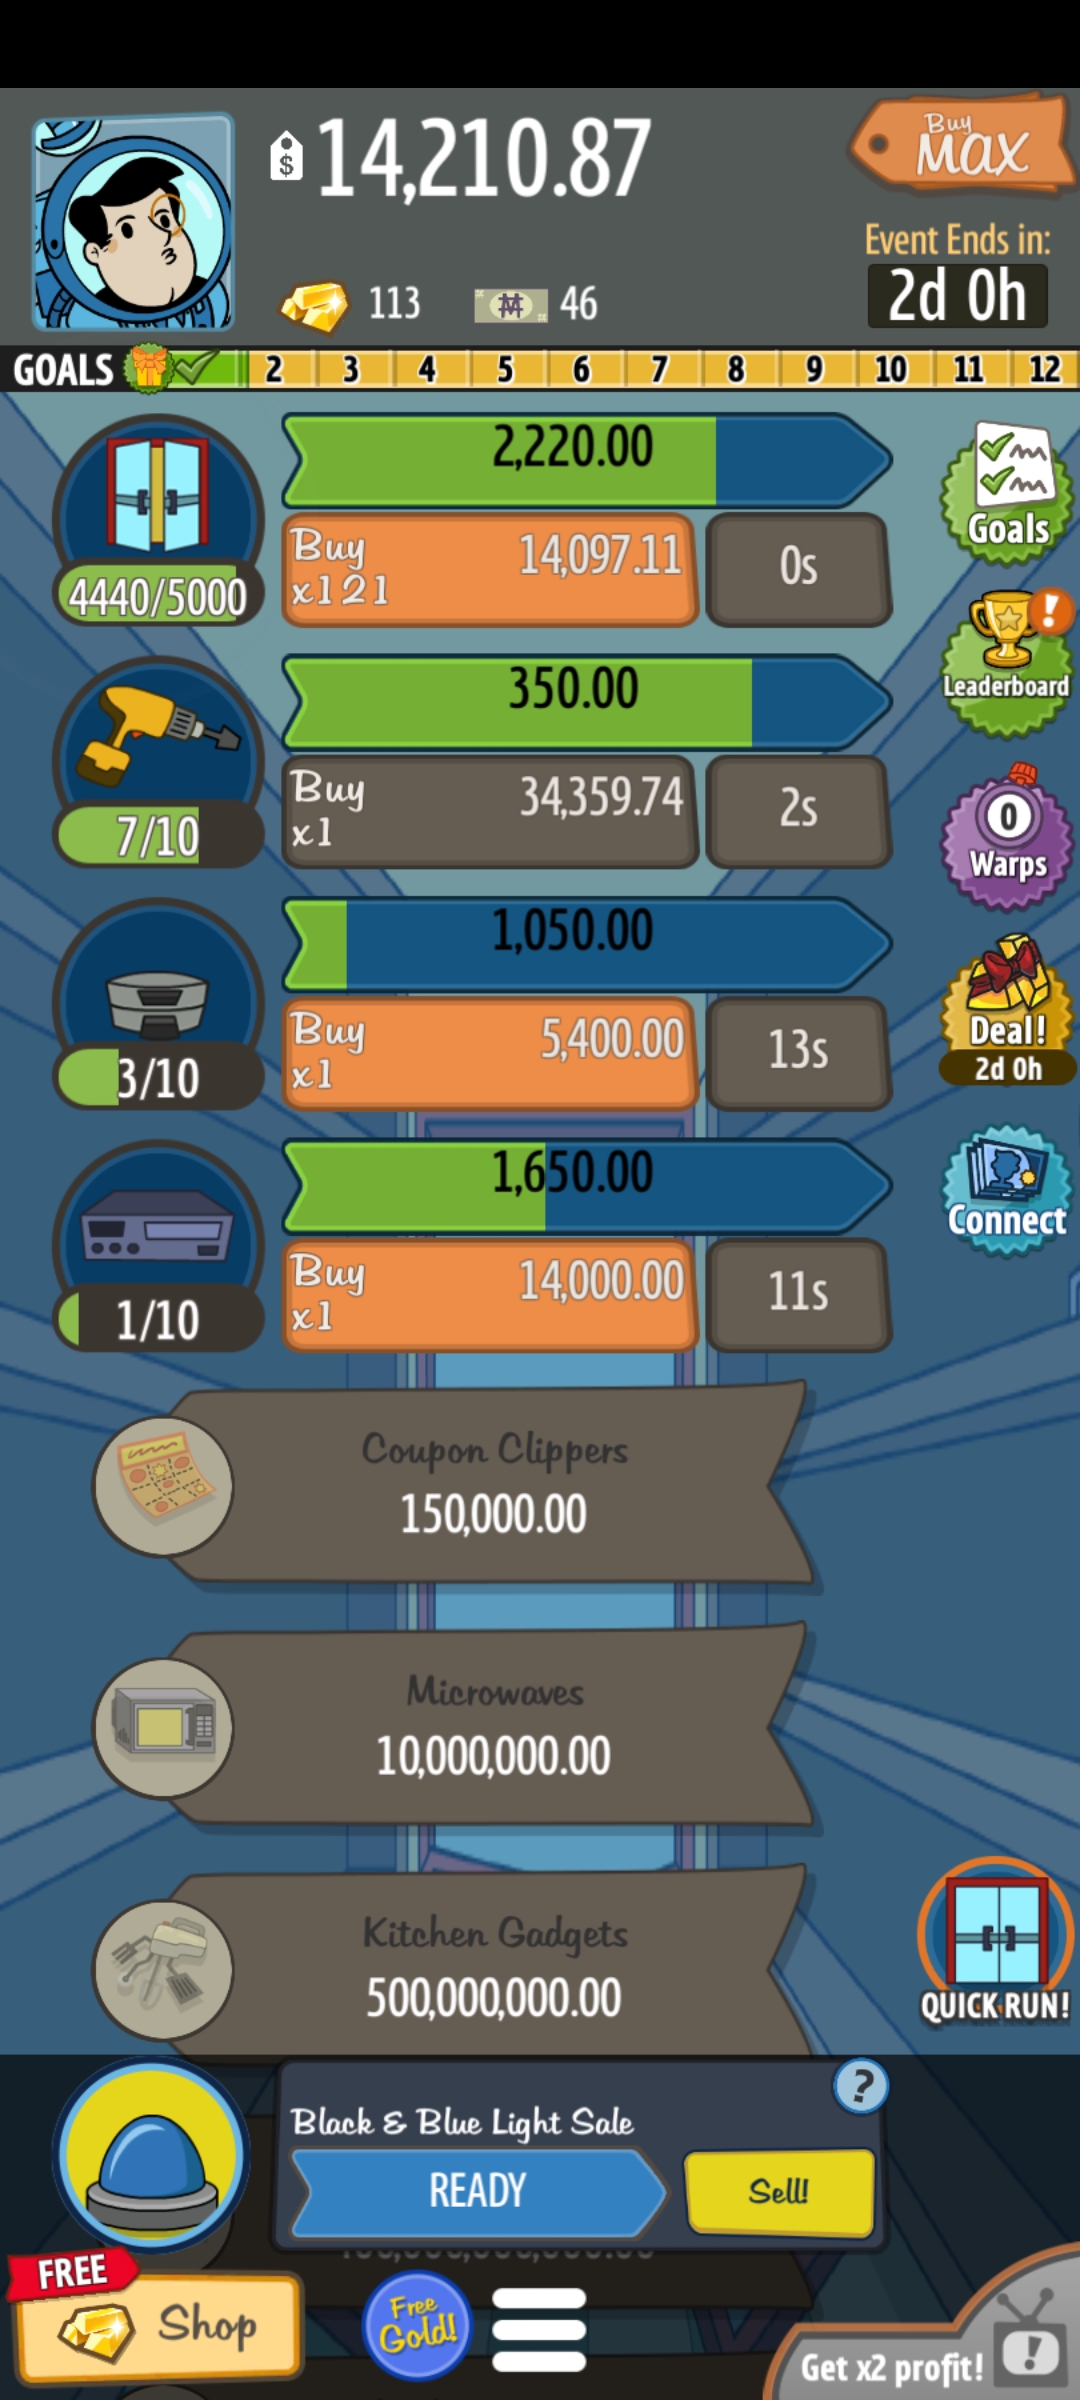 $ 14,210.87
Buy
MAX
Event Ends in:
2d 0h
113
46
GOALS 2 3 4 5 6 7 8 9 10 11 12
2,220.00
Buy
x121
14,097.11
0s
4440/5000
Goals
350.00
Buy
x1
34,359.74
2s
7/10
!
Leaderboard
0
Warps
1,050.00
Buy
x1
5,400.00
13s
3/10
Deal!
2d 0h
1,650.00
Buy
x1
14,000.00
11s
1/10
Connect
Coupon Clippers
150,000.00
Microwaves
10,000,000.00
Kitchen Gadgets
500,000,000.00
QUICK RUN!
?
Black & Blue Light Sale
READY
Sell!
FREE
Shop
Free
Gold!
Get x2 profit!
!